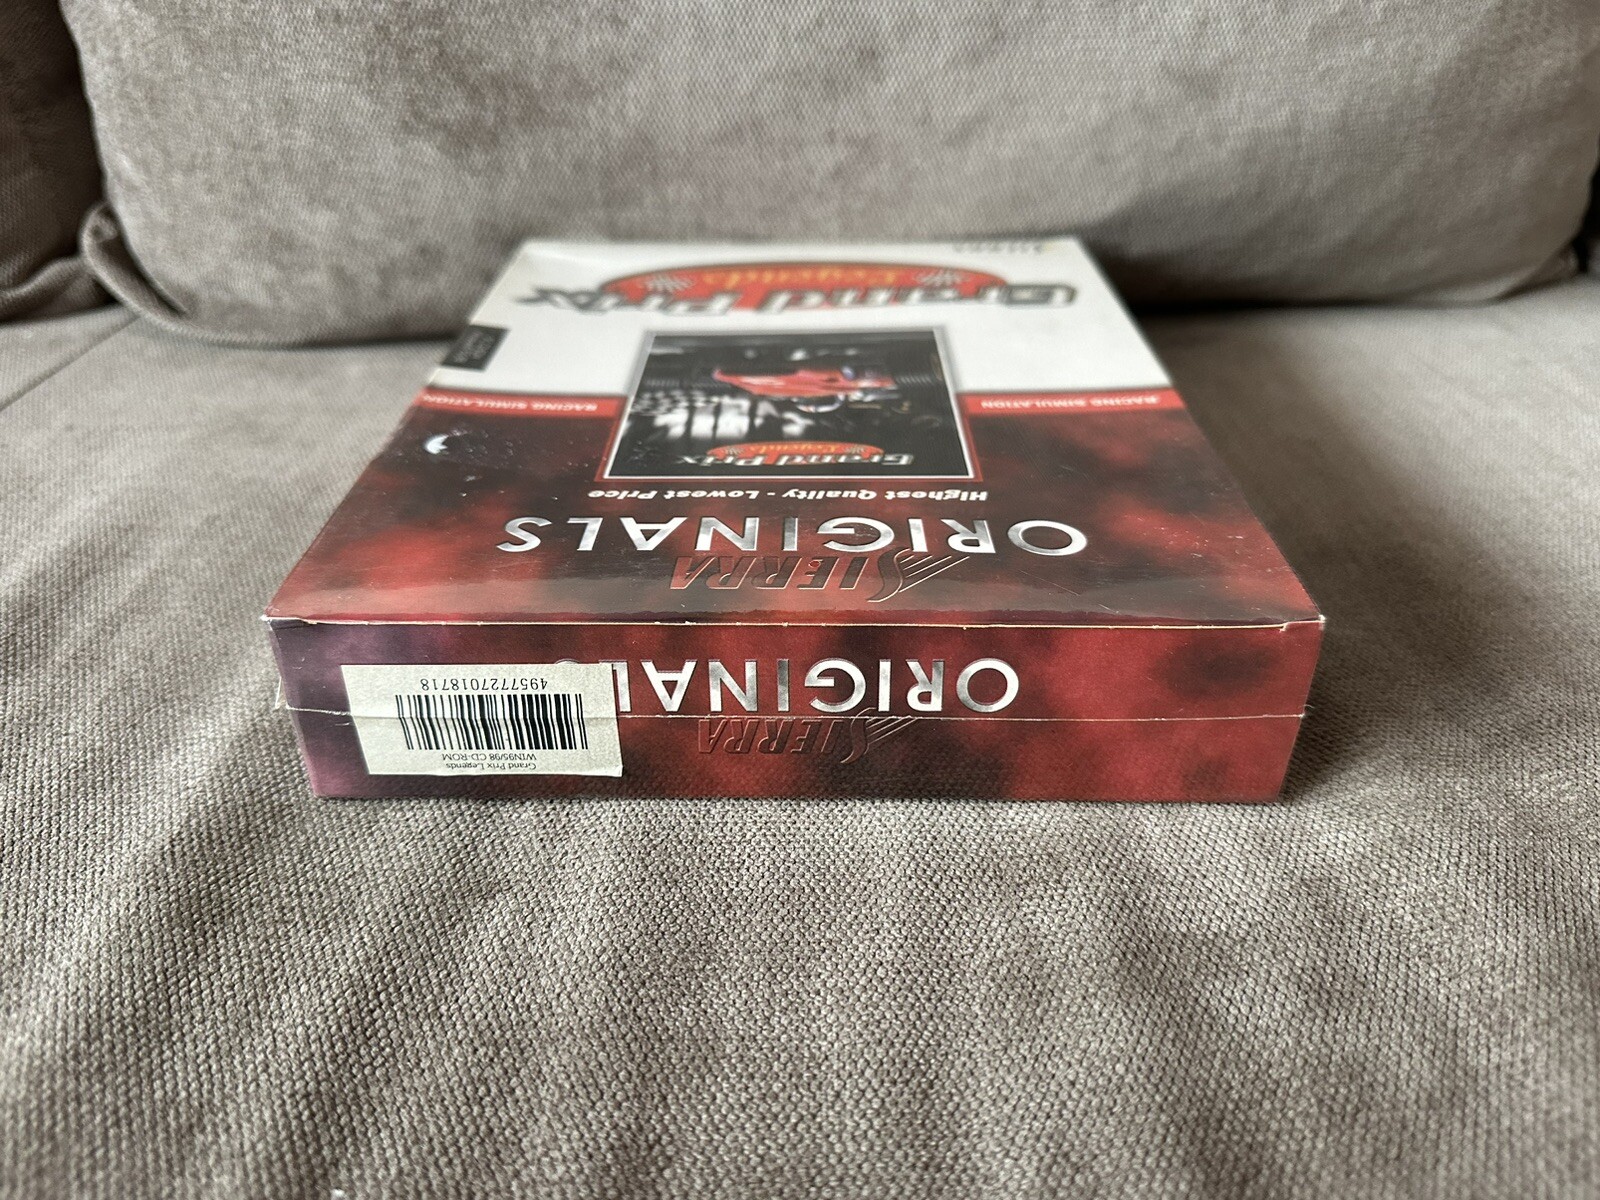 Grand Prix Legends
WIN95/98 CD-ROM
4957727018718
SIERRA
ORIGINALS
SIERRA
ORIGINALS
Highest Quality - Lowest Price
Grand Prix
Legends
RACING SIMULATION
RACING SIMULATION
Grand Prix
Legends